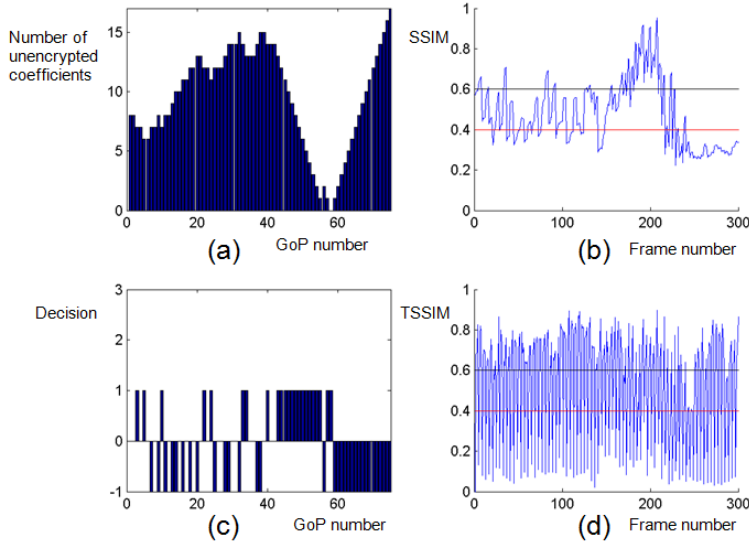 Number of
unencrypted
coefficients
15
10
5
0
0
20
40
60
GoP number
(a)
SSIM
1
0.8
0.6
0.4
0.2
0
0
100
200
300
Frame number
(b)
Decision
3
2
1
0
-1
0
20
40
60
GoP number
(c)
TSSIM
1
0.8
0.6
0.4
0.2
0
0
100
200
300
Frame number
(d)